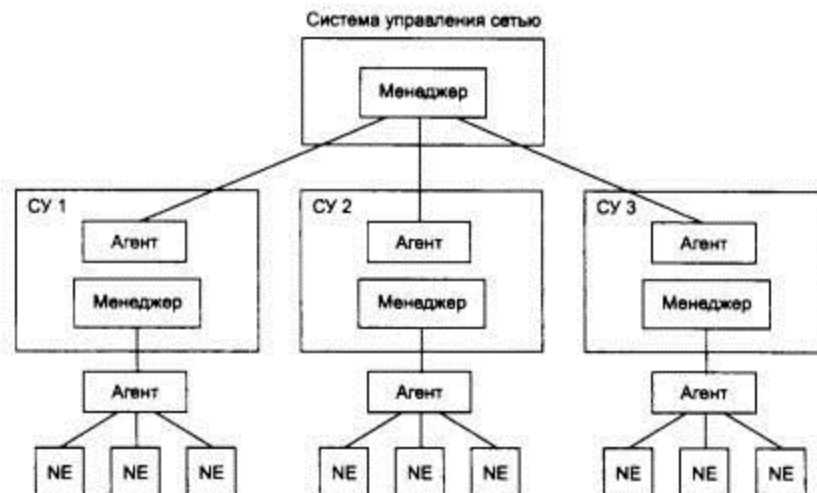 Система управления сетью
Менеджер
СУ 1
СУ 2
СУ 3
Агент
Агент
Агент
Менеджер
Менеджер
Менеджер
Агент
Агент
Агент
NE
NE
NE
NE
NE
NE
NE
NE
NE